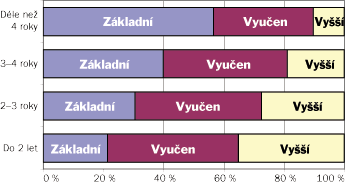 Déle než
4 roky
Základní Vyučen Vyšší
3–4 roky Základní Vyučen Vyšší
2–3 roky Základní Vyučen Vyšší
Do 2 let Základní Vyučen Vyšší
0 % 20 % 40 % 60 % 80 % 100 %